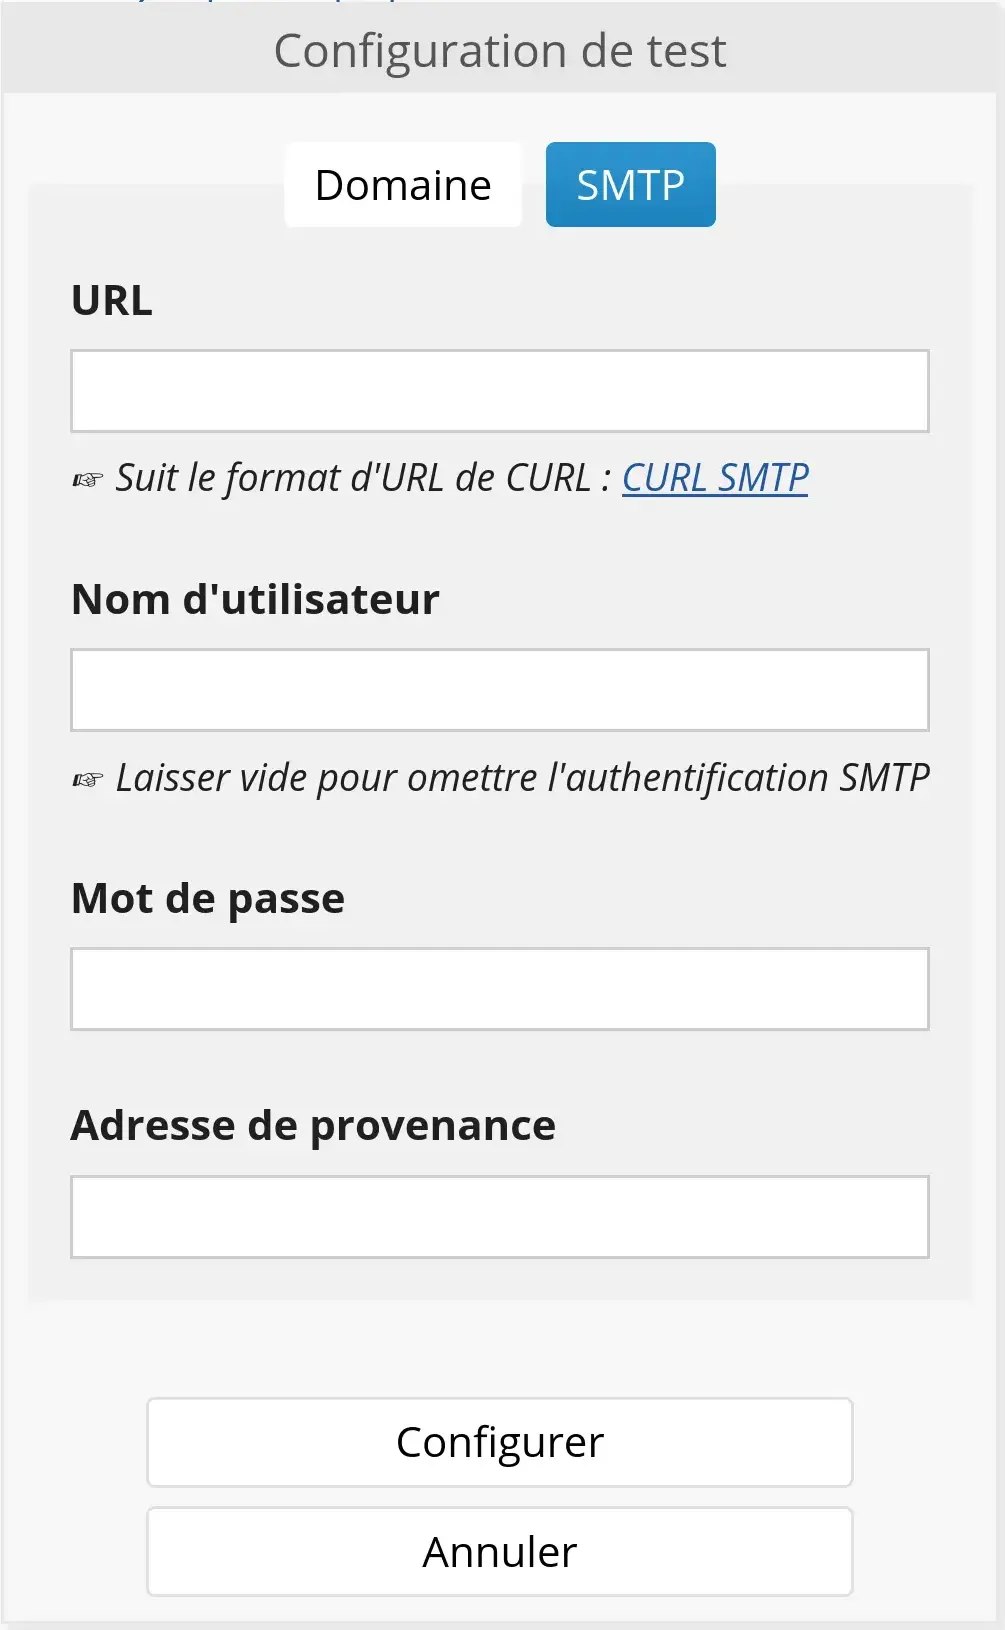 Configuration de test
Domaine SMTP
URL
☞ Suit le format d'URL de CURL : CURL SMTP
Nom d'utilisateur
☞ Laisser vide pour omettre l'authentification SMTP
Mot de passe
Adresse de provenance
Configurer
Annuler